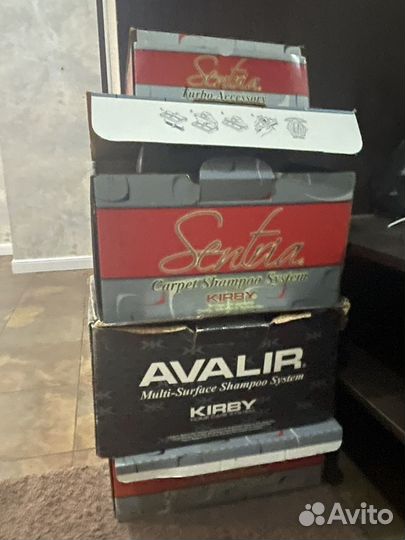 Sentria®
Turbo Accessory
Sentria®
Carpet Shampoo System
KIRBY
AVALIR®
Multi-Surface Shampoo System
KIRBY
Avito